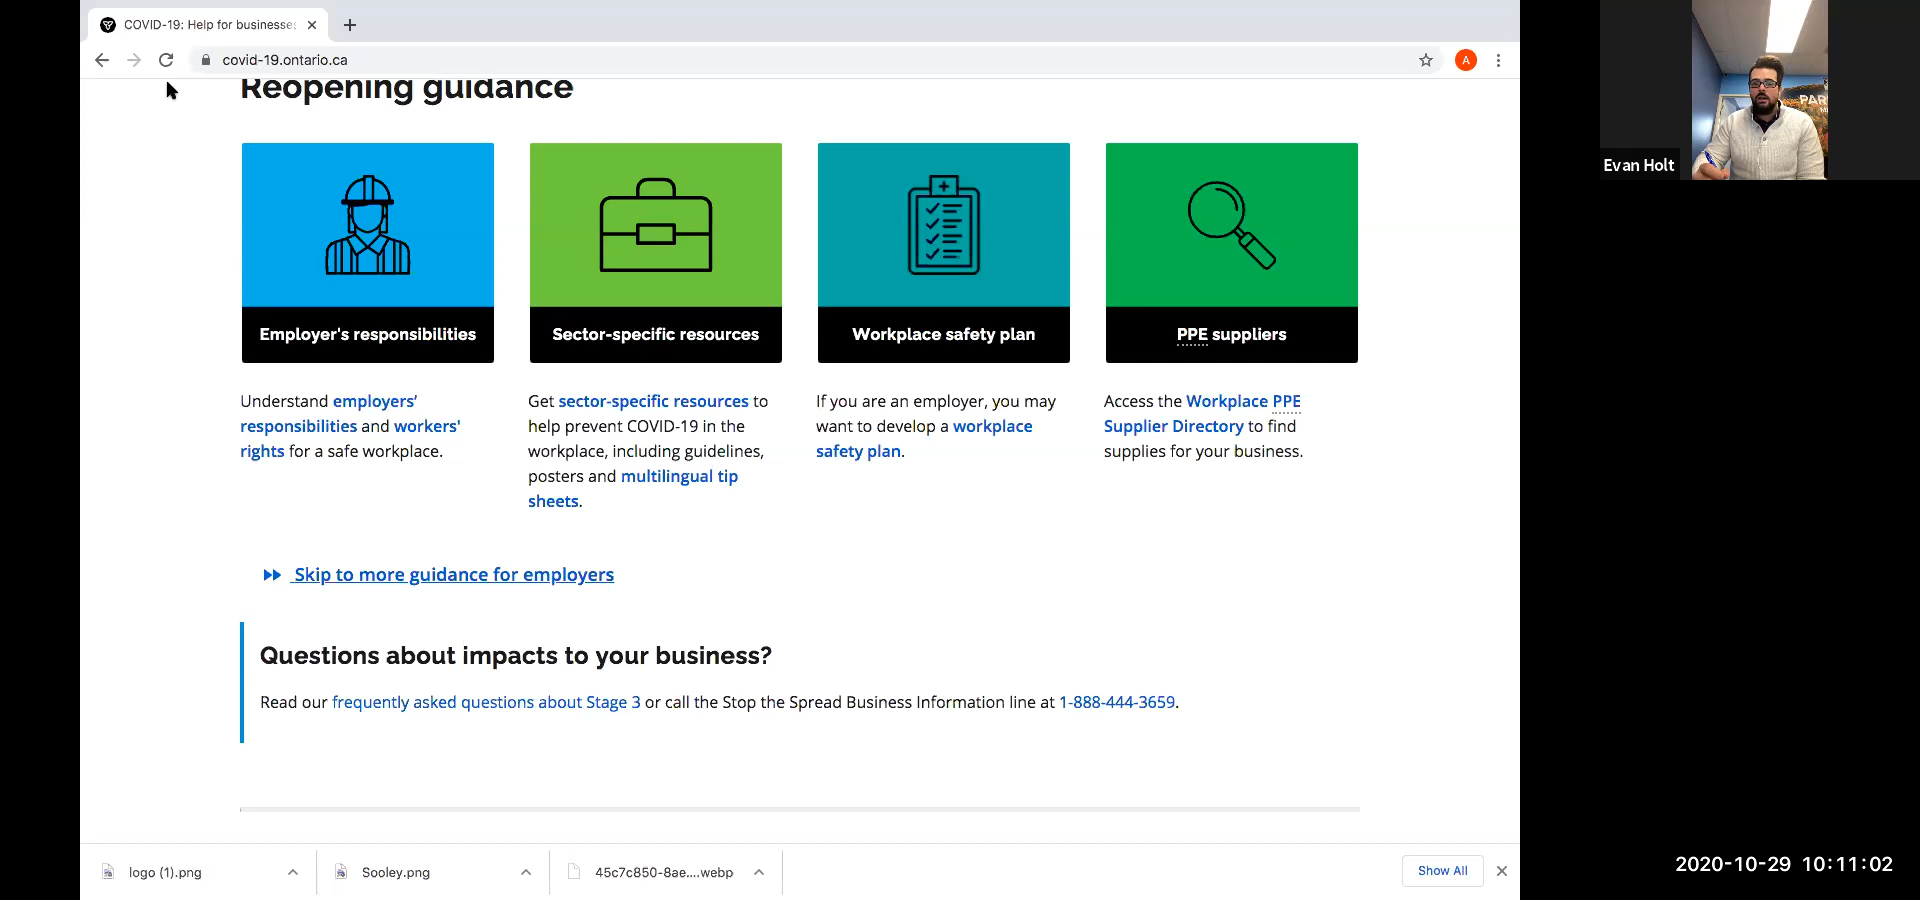 COVID-19: Help for businesses
covid-19.ontario.ca
A
Reopening guidance
Employer's responsibilities
Sector-specific resources
Workplace safety plan
PPE suppliers
Understand employers’
responsibilities and workers'
rights for a safe workplace.
Get sector-specific resources to
help prevent COVID-19 in the
workplace, including guidelines,
posters and multilingual tip
sheets.
If you are an employer, you may
want to develop a workplace
safety plan.
Access the Workplace PPE
Supplier Directory to find
supplies for your business.
Skip to more guidance for employers
Questions about impacts to your business?
Read our frequently asked questions about Stage 3 or call the Stop the Spread Business Information line at 1-888-444-3659.
logo (1).png
Sooley.png
45c7c850-8ae....webp
Show All
PAR
Evan Holt
2020-10-29 10:11:02